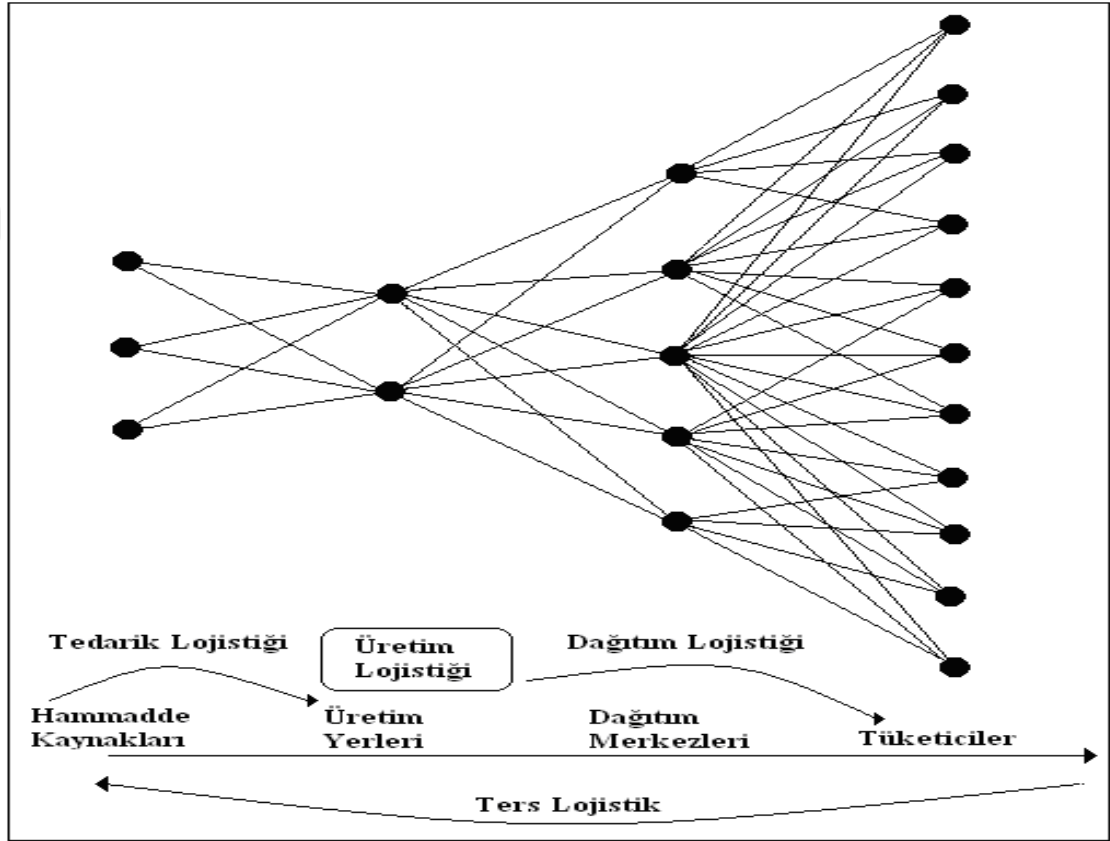 Tedarik Lojistiği
Üretim
Lojistiği
Dağıtım Lojistiği
Hammadde
Kaynakları
Üretim
Yerleri
Dağıtım
Merkezleri
Tüketiciler
Ters Lojistik